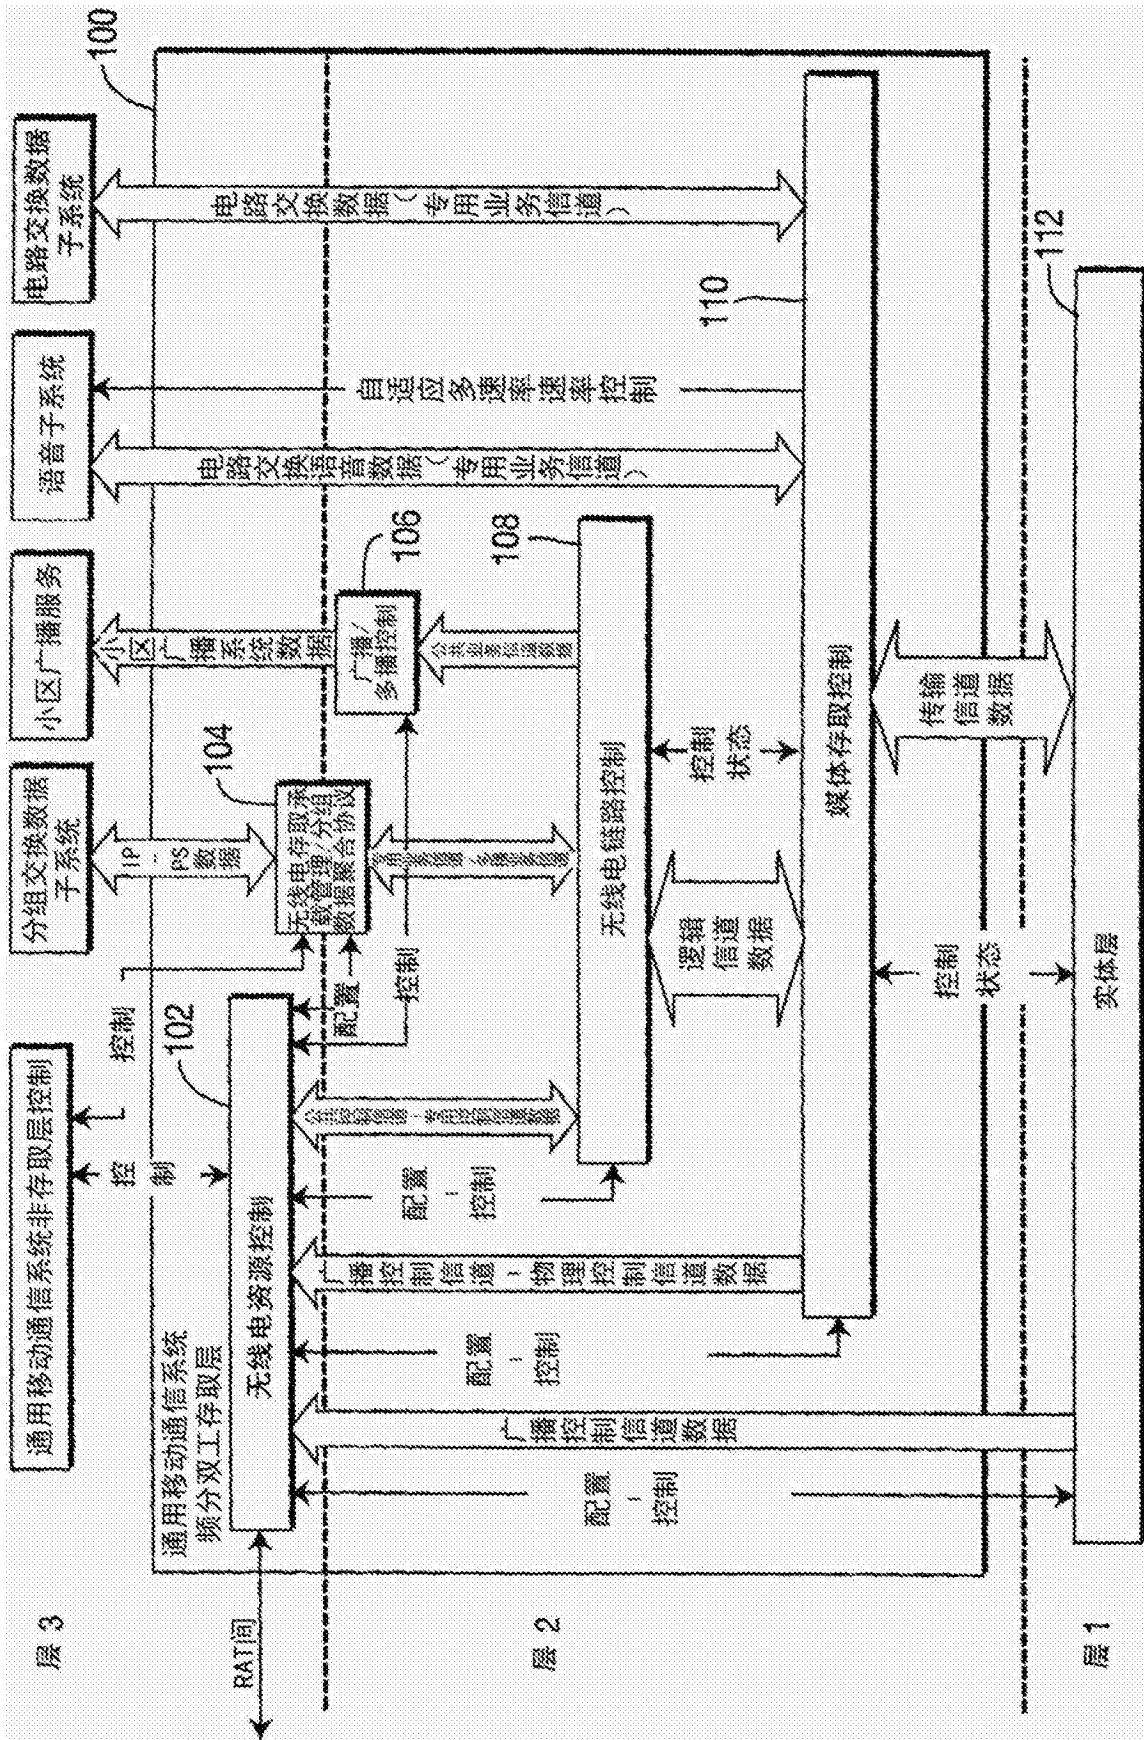 层 3
通用移动通信系统非存取层控制
分组交换数据
子系统
小区广播服务
语音子系统
电路交换数据
子系统
控制
控
制
IP
-
PS
数
据
100
通用移动通信系统
频分双工存取层
RAT间
无线电资源控制
102
无线电存取承
载管理/分组
数据聚合协议
104
小区广播系统数据
广播/
多播控制
106
配置
控制
电路交换语音数据(专用业务信道)
自适应多速率速率控制
电路交换数据(专用业务信道)
层 2
配置
-
控制
广播控制信道
数据
配置
-
控制
广播控制信道-物理控制信道数据
配置
-
控制
无线电链路控制
108
逻辑
信道
数据
控制
状态
媒体存取控制
110
控制
状态
传输
信道
数据
层 1
实体层
112